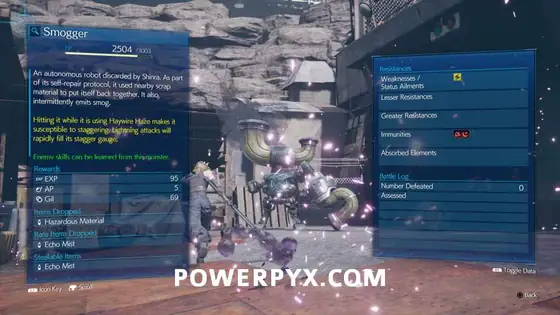 Smogger
HP 2504 /3003
An autonomous robot discarded by Shinra. As part
of its self-repair protocol, it used nearby scrap
material to put itself back together. It also
intermittently emits smog.
Hitting it while it is using Haywire Haze makes it
susceptible to staggering. Lightning attacks will
rapidly fill its stagger gauge.
Enemy skills can be learned from this monster.
Rewards
EXP 95
AP 5
Gil 69
Items Dropped
Hazardous Material
Rare Items Dropped
Echo Mist
Stealable Items
Echo Mist
Icon Key
Scroll
Resistances
Weaknesses /
Status Ailments
Lesser Resistances
Greater Resistances
Immunities
Absorbed Elements
Battle Log
Number Defeated 0
Assessed
Toggle Data
Back
POWERPYX.COM